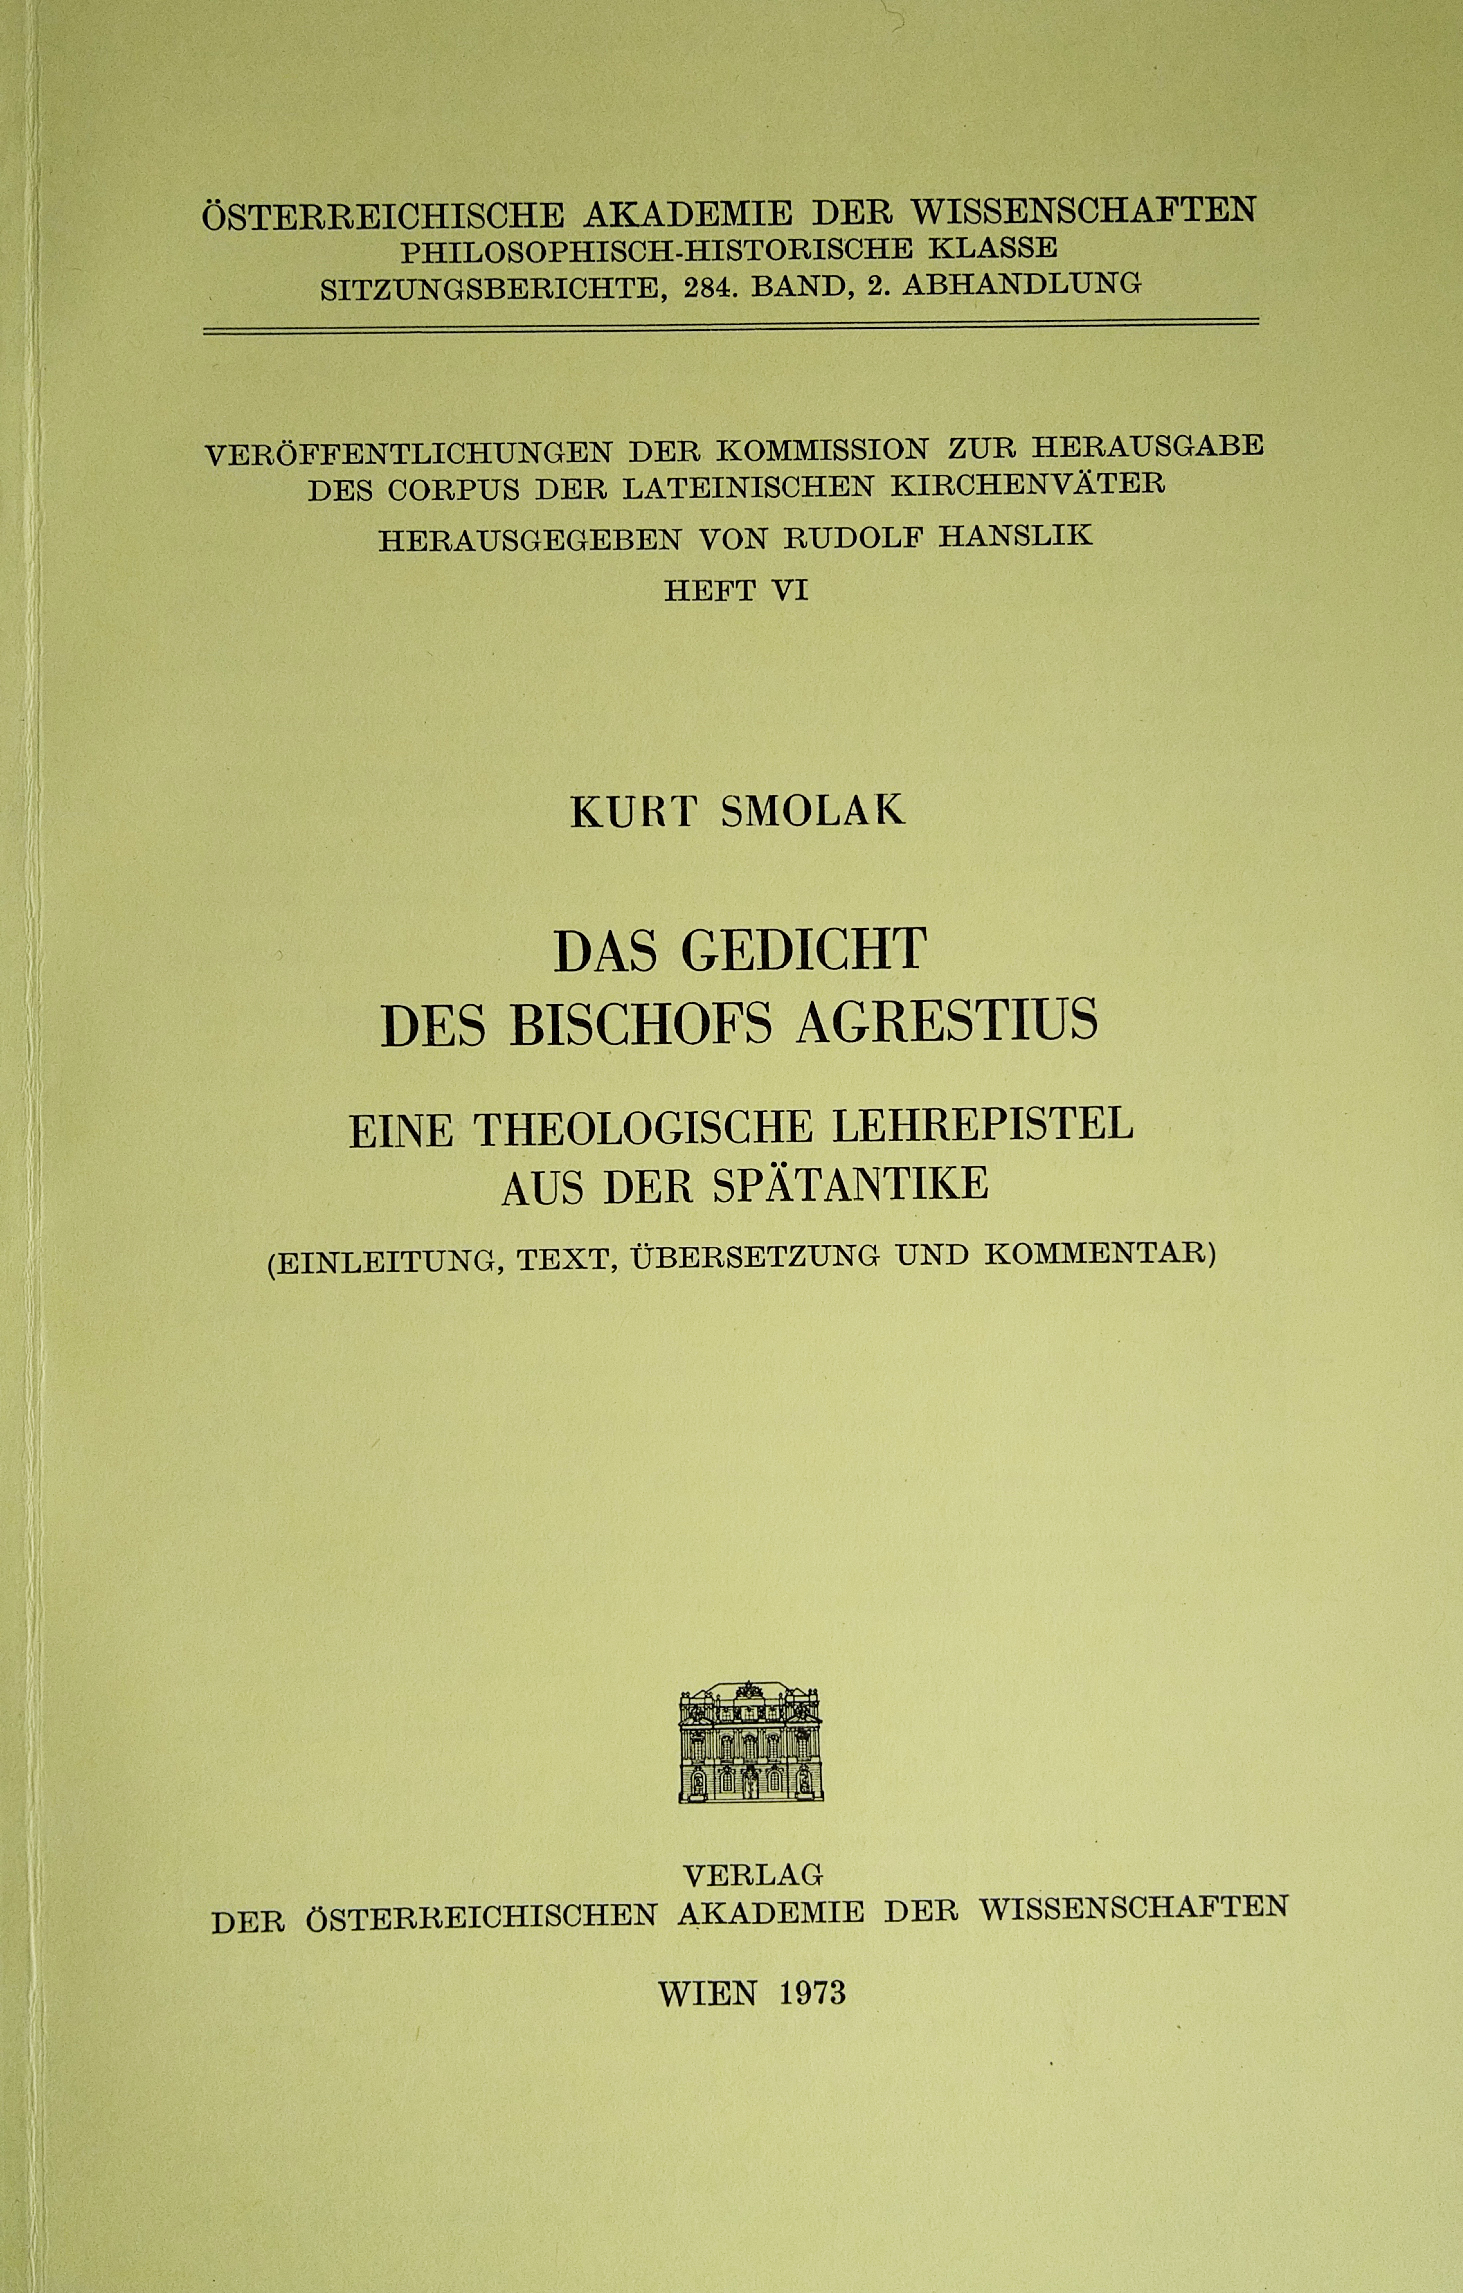 ÖSTERREICHISCHE AKADEMIE DER WISSENSCHAFTEN
PHILOSOPHISCH-HISTORISCHE KLASSE
SITZUNGSBERICHTE, 284. BAND, 2. ABHANDLUNG
VERÖFFENTLICHUNGEN DER KOMMISSION ZUR HERAUSGABE
DES CORPUS DER LATEINISCHEN KIRCHENVÄTER
HERAUSGEGEBEN VON RUDOLF HANSLIK
HEFT VI
KURT SMOLAK
DAS GEDICHT
DES BISCHOFS AGRESTIUS
EINE THEOLOGISCHE LEHREPISTEL
AUS DER SPÄTANTIKE
(EINLEITUNG, TEXT, ÜBERSETZUNG UND KOMMENTAR)
VERLAG
DER ÖSTERREICHISCHEN AKADEMIE DER WISSENSCHAFTEN
WIEN 1973